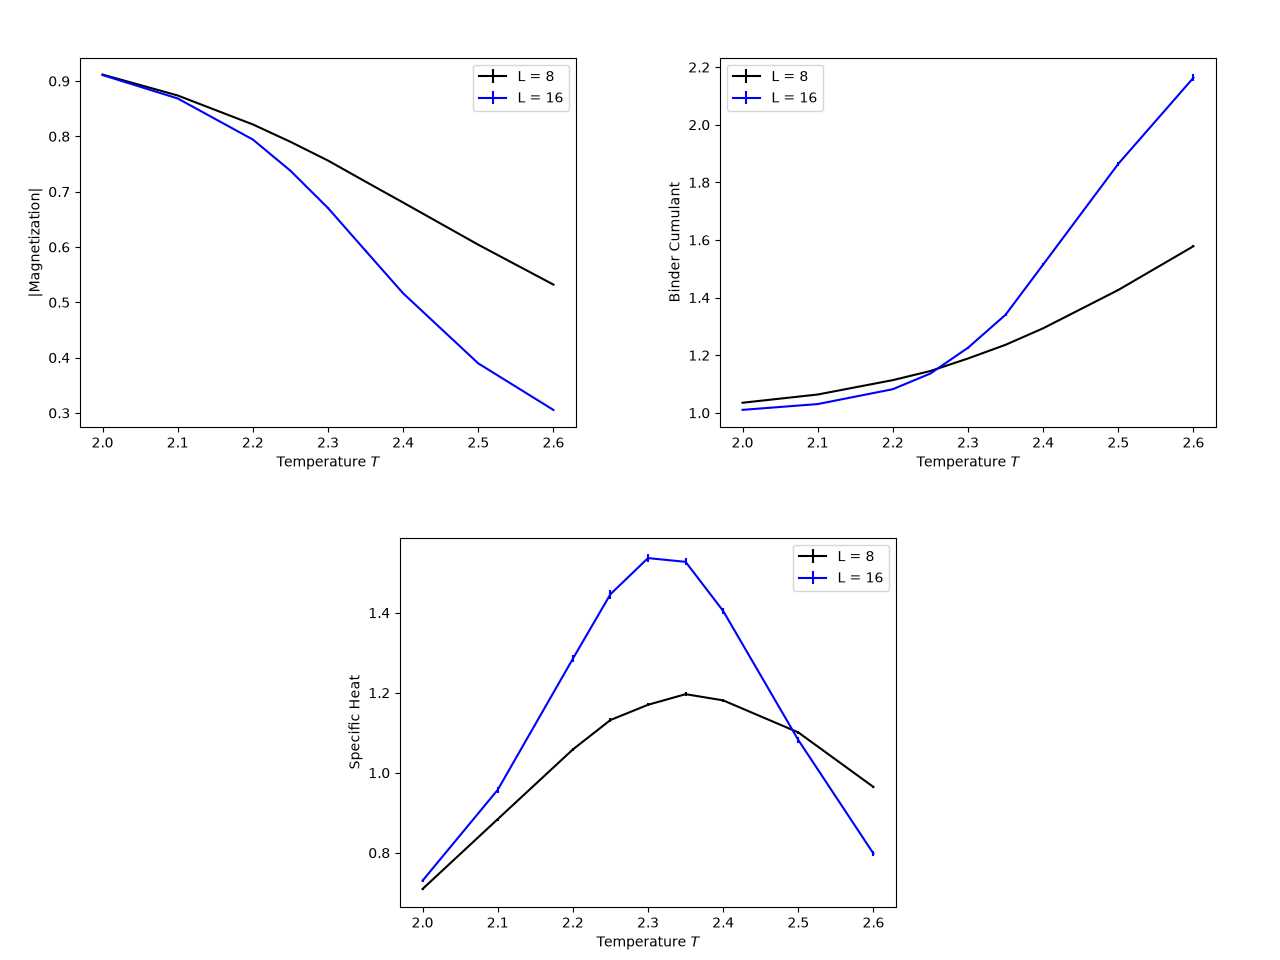 |Magnetization|
0.9
0.8
0.7
0.6
0.5
0.4
0.3
L = 8
L = 16
2.0 2.1 2.2 2.3 2.4 2.5 2.6
Temperature T
Binder Cumulant
2.2
2.0
1.8
1.6
1.4
1.2
1.0
L = 8
L = 16
2.0 2.1 2.2 2.3 2.4 2.5 2.6
Temperature T
Specific Heat
1.4
1.2
1.0
0.8
L = 8
L = 16
2.0 2.1 2.2 2.3 2.4 2.5 2.6
Temperature T